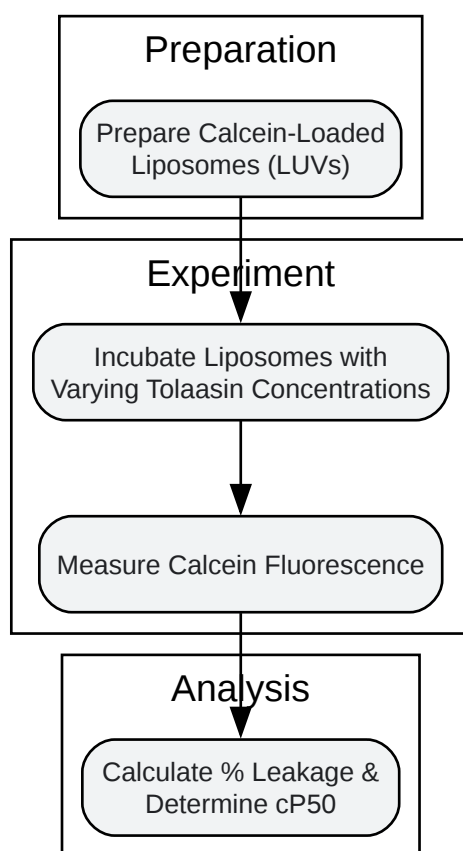 Preparation
Prepare Calcein-Loaded
Liposomes (LUVs)
Experiment
Incubate Liposomes with
Varying Tolaasin Concentrations
Measure Calcein Fluorescence
Analysis
Calculate % Leakage &
Determine cP50